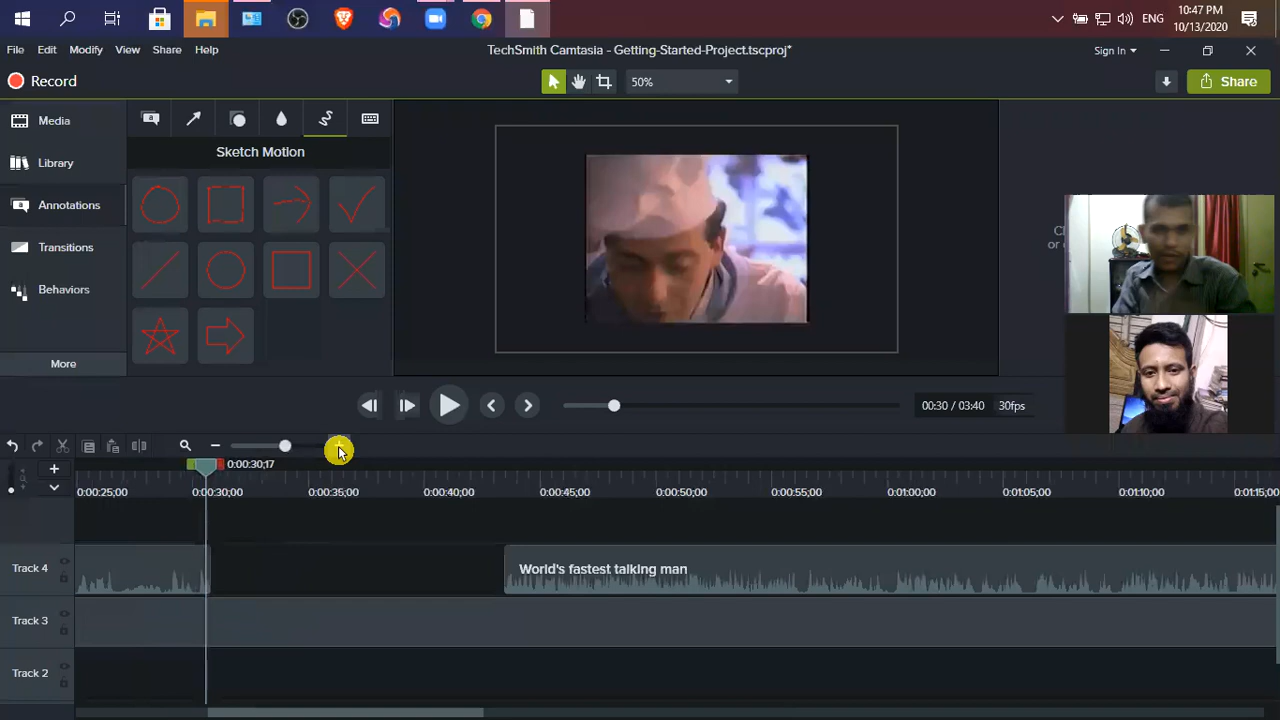 10:47 PM
ENG
10/13/2020
File Edit Modify View Share Help
TechSmith Camtasia - Getting-Started-Project.tscproj*
Sign In
Record
50%
Share
Media
Library
Annotations
Transitions
Behaviors
More
Sketch Motion
00:30 / 03:40 30fps
0:00:30;17
0:00:25;00 0:00:30;00 0:00:35;00 0:00:40;00 0:00:45;00 0:00:50;00 0:00:55;00 0:01:00;00 0:01:05;00 0:01:10;00 0:01:15;00
Track 4
World's fastest talking man
Track 3
Track 2